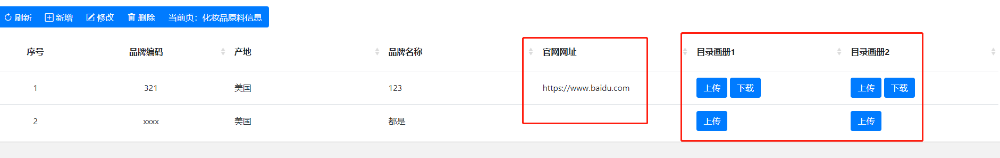 刷新 新增 修改 删除 当前页：化妆品原料信息
序号 品牌编码 产地 品牌名称 官网网址 目录画册1 目录画册2
1 321 美国 123 https://www.baidu.com 上传 下载 上传 下载
2 xxxx 美国 都是 上传 上传